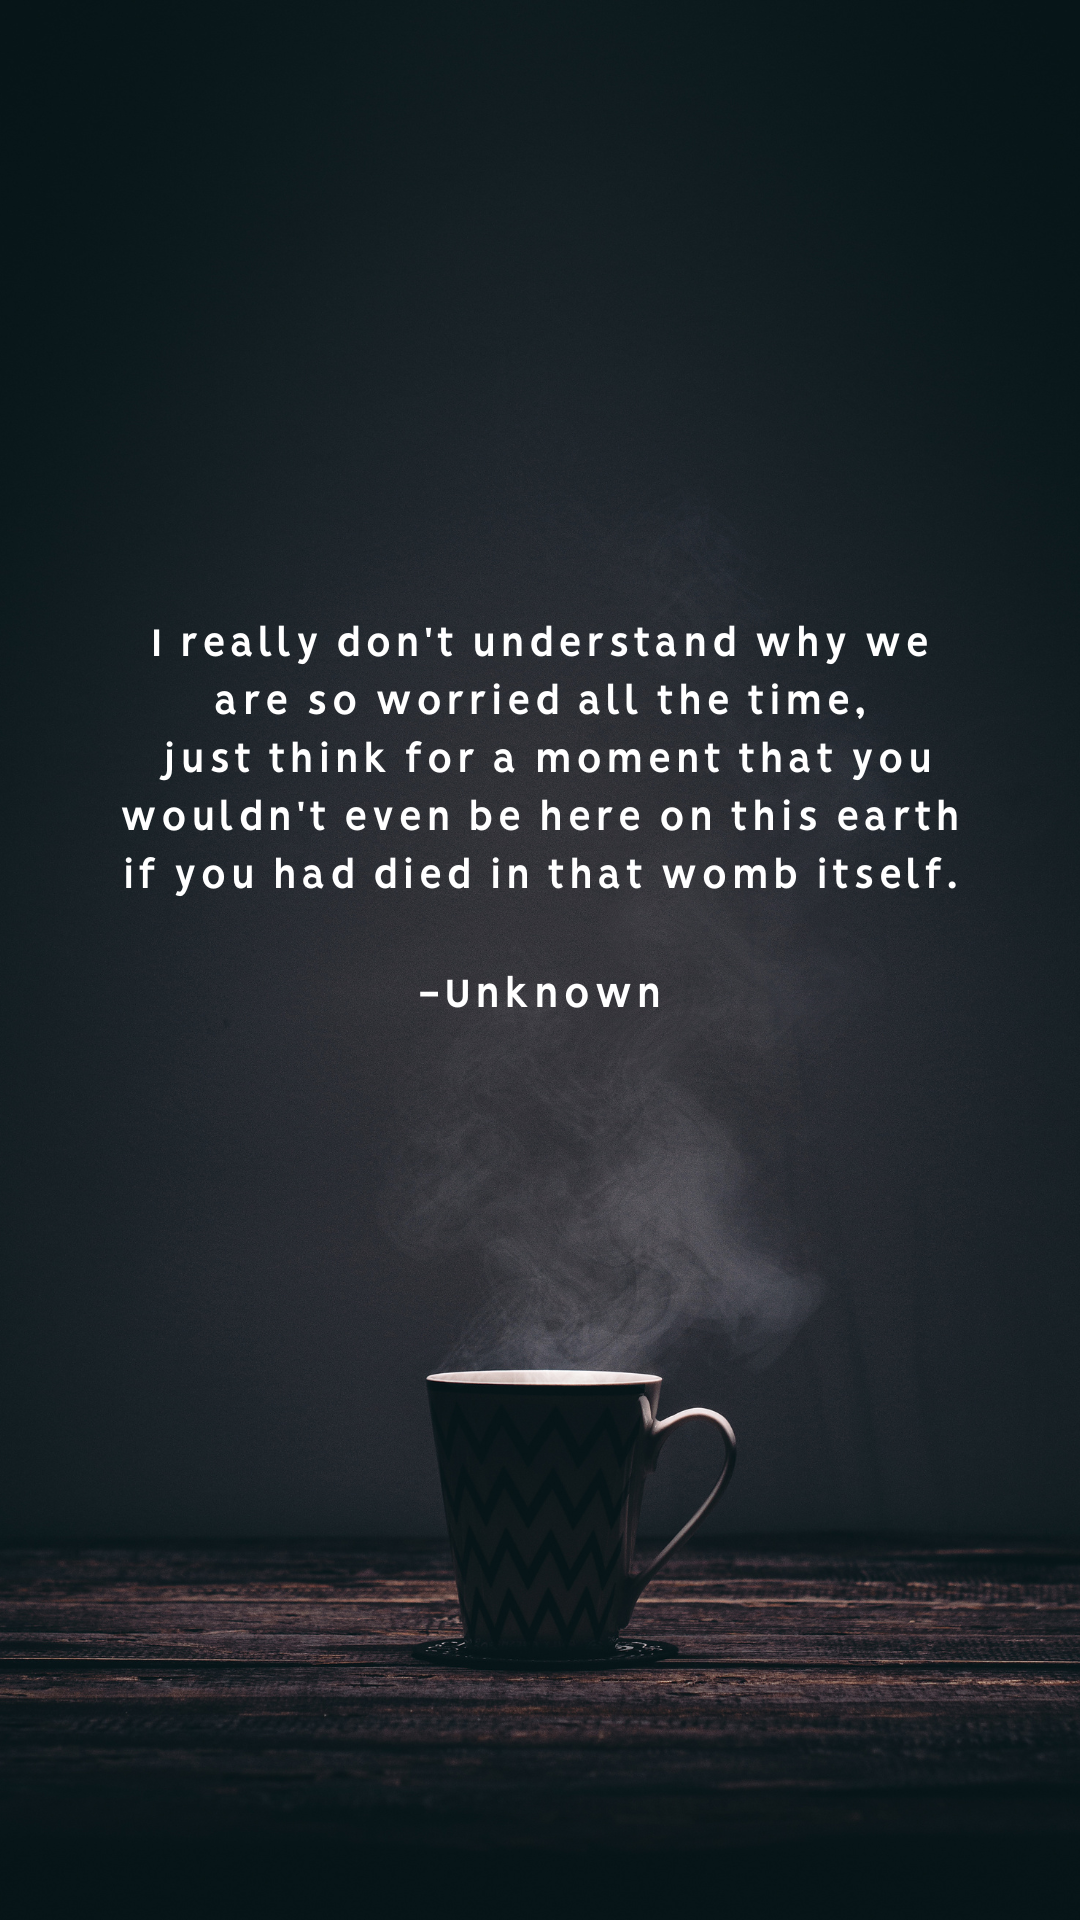 I really don't understand why we
are so worried all the time,
just think for a moment that you
wouldn't even be here on this earth
if you had died in that womb itself.
-Unknown